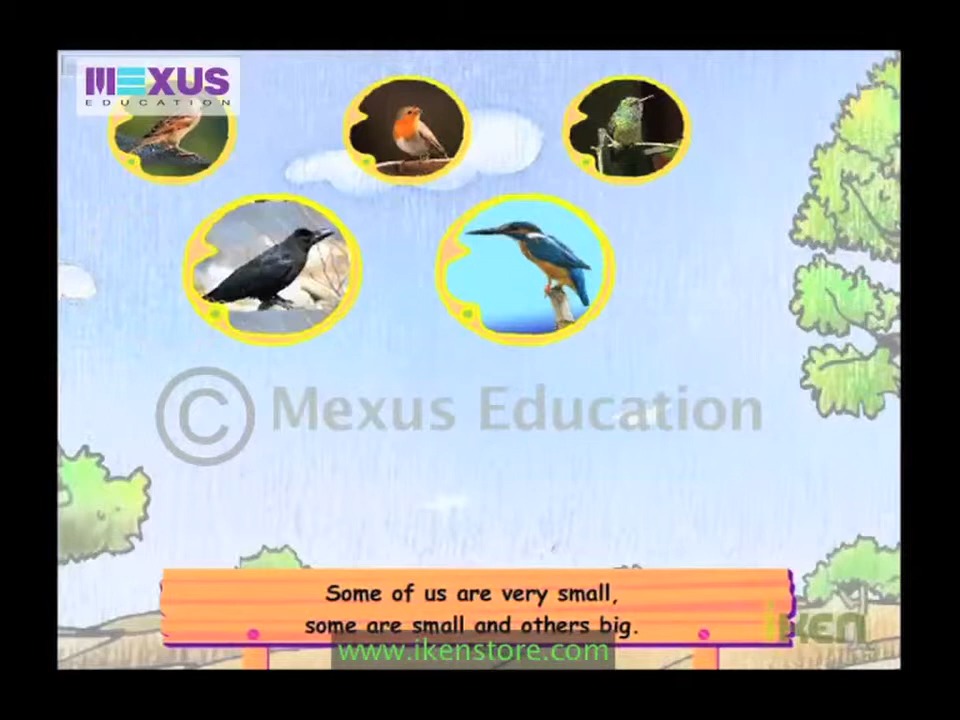 MEXUS
EDUCATION
© Mexus Education
Some of us are very small,
some are small and others big.
iken
www.ikenstore.com